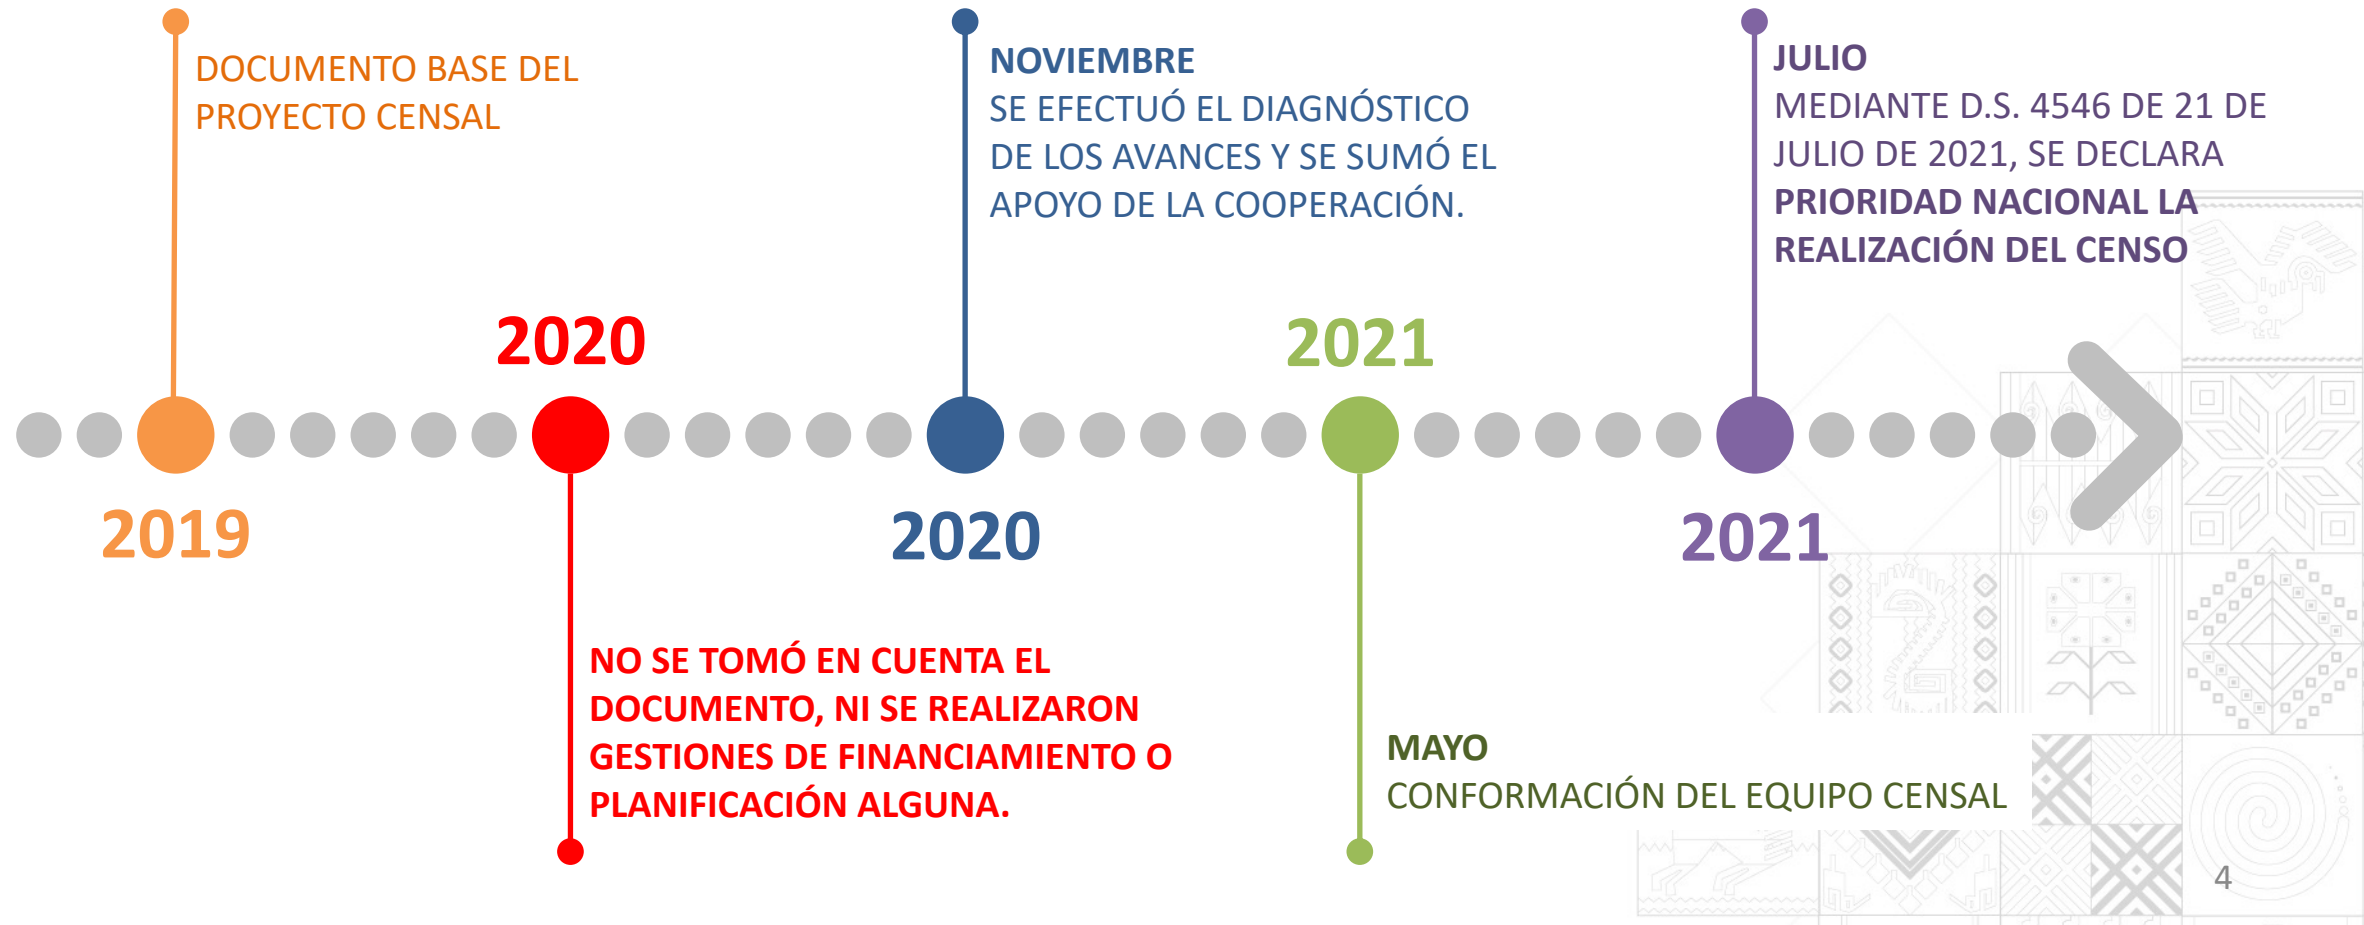 DOCUMENTO BASE DEL
PROYECTO CENSAL
2019
2020
NO SE TOMÓ EN CUENTA EL
DOCUMENTO, NI SE REALIZARON
GESTIONES DE FINANCIAMIENTO O
PLANIFICACIÓN ALGUNA.
NOVIEMBRE
SE EFECTUÓ EL DIAGNÓSTICO
DE LOS AVANCES Y SE SUMÓ EL
APOYO DE LA COOPERACIÓN.
2020
2021
MAYO
CONFORMACIÓN DEL EQUIPO CENSAL
JULIO
MEDIANTE D.S. 4546 DE 21 DE
JULIO DE 2021, SE DECLARA
PRIORIDAD NACIONAL LA
REALIZACIÓN DEL CENSO
2021
4